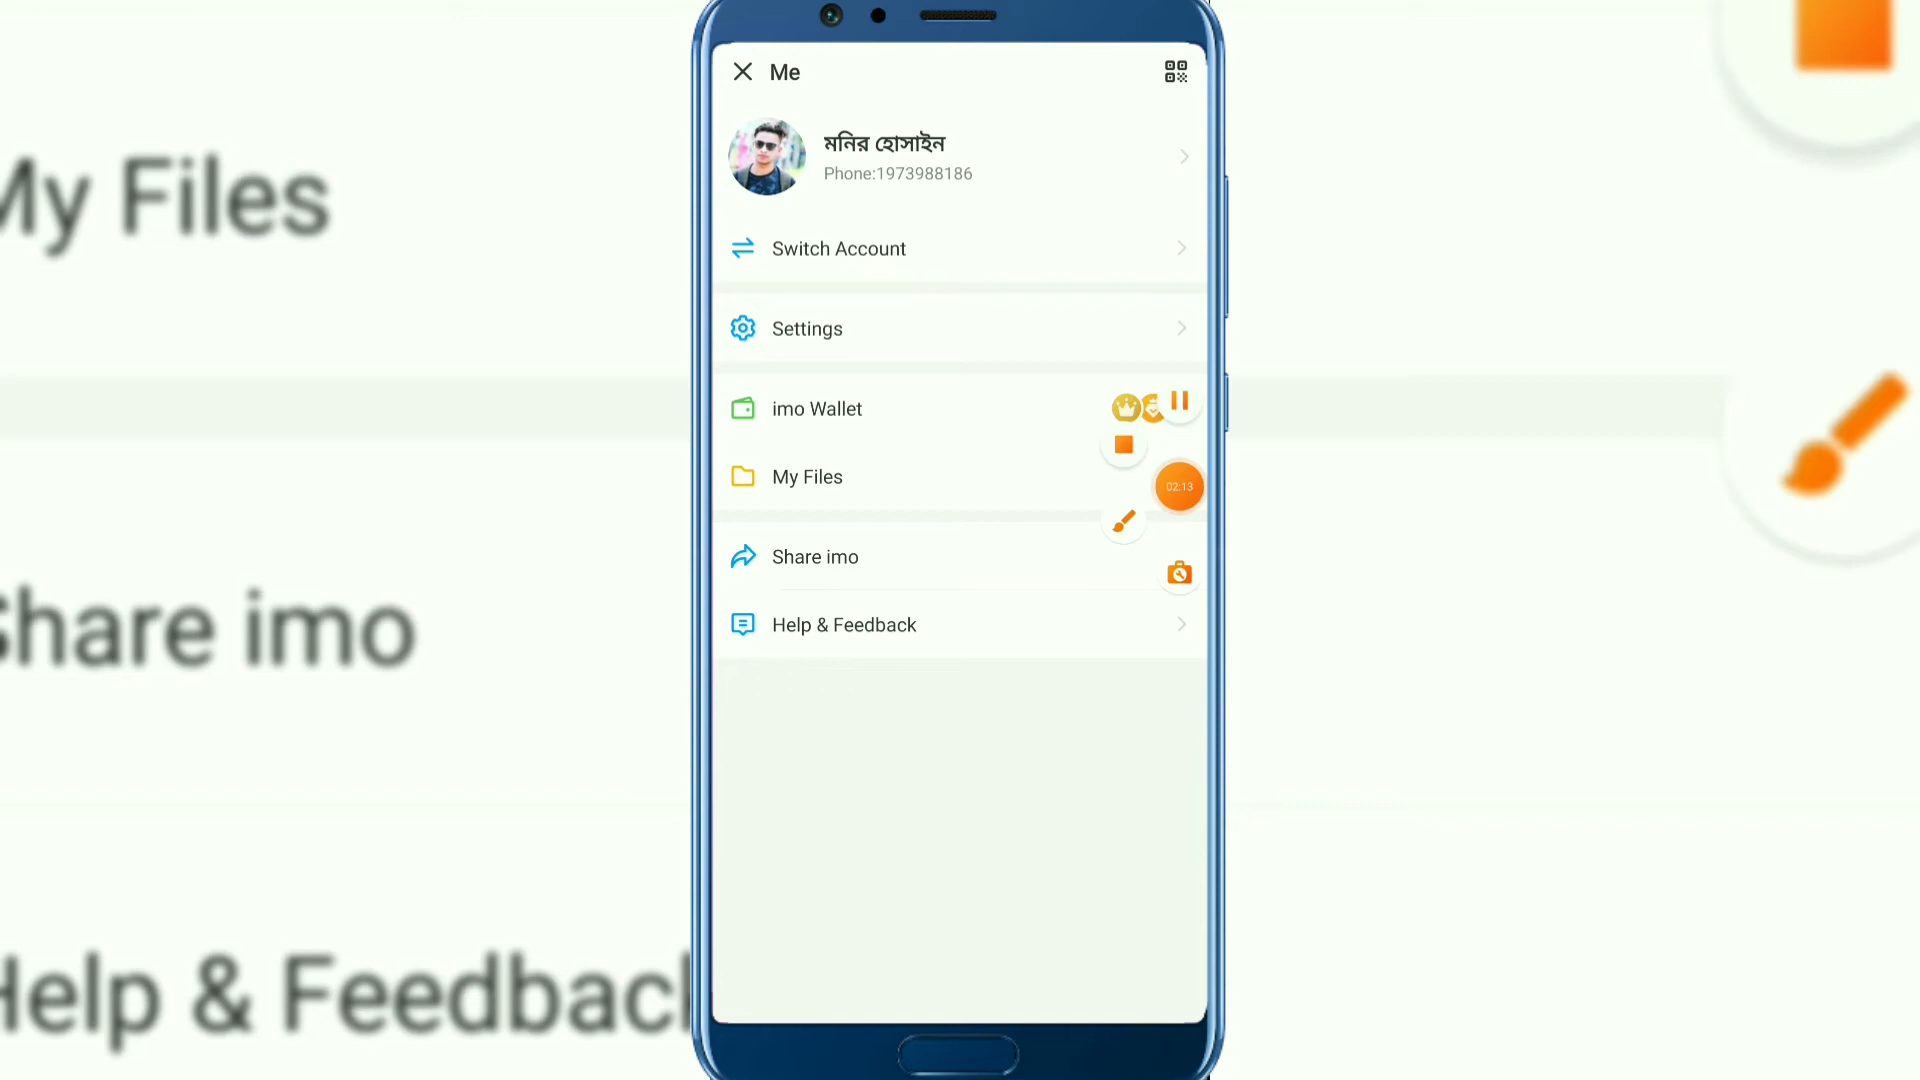 Me
মনির হোসাইন
Phone:1973988186
Switch Account
Settings
imo Wallet
My Files
02:13
Share imo
Help & Feedback
My Files
Share imo
Help & Feedback